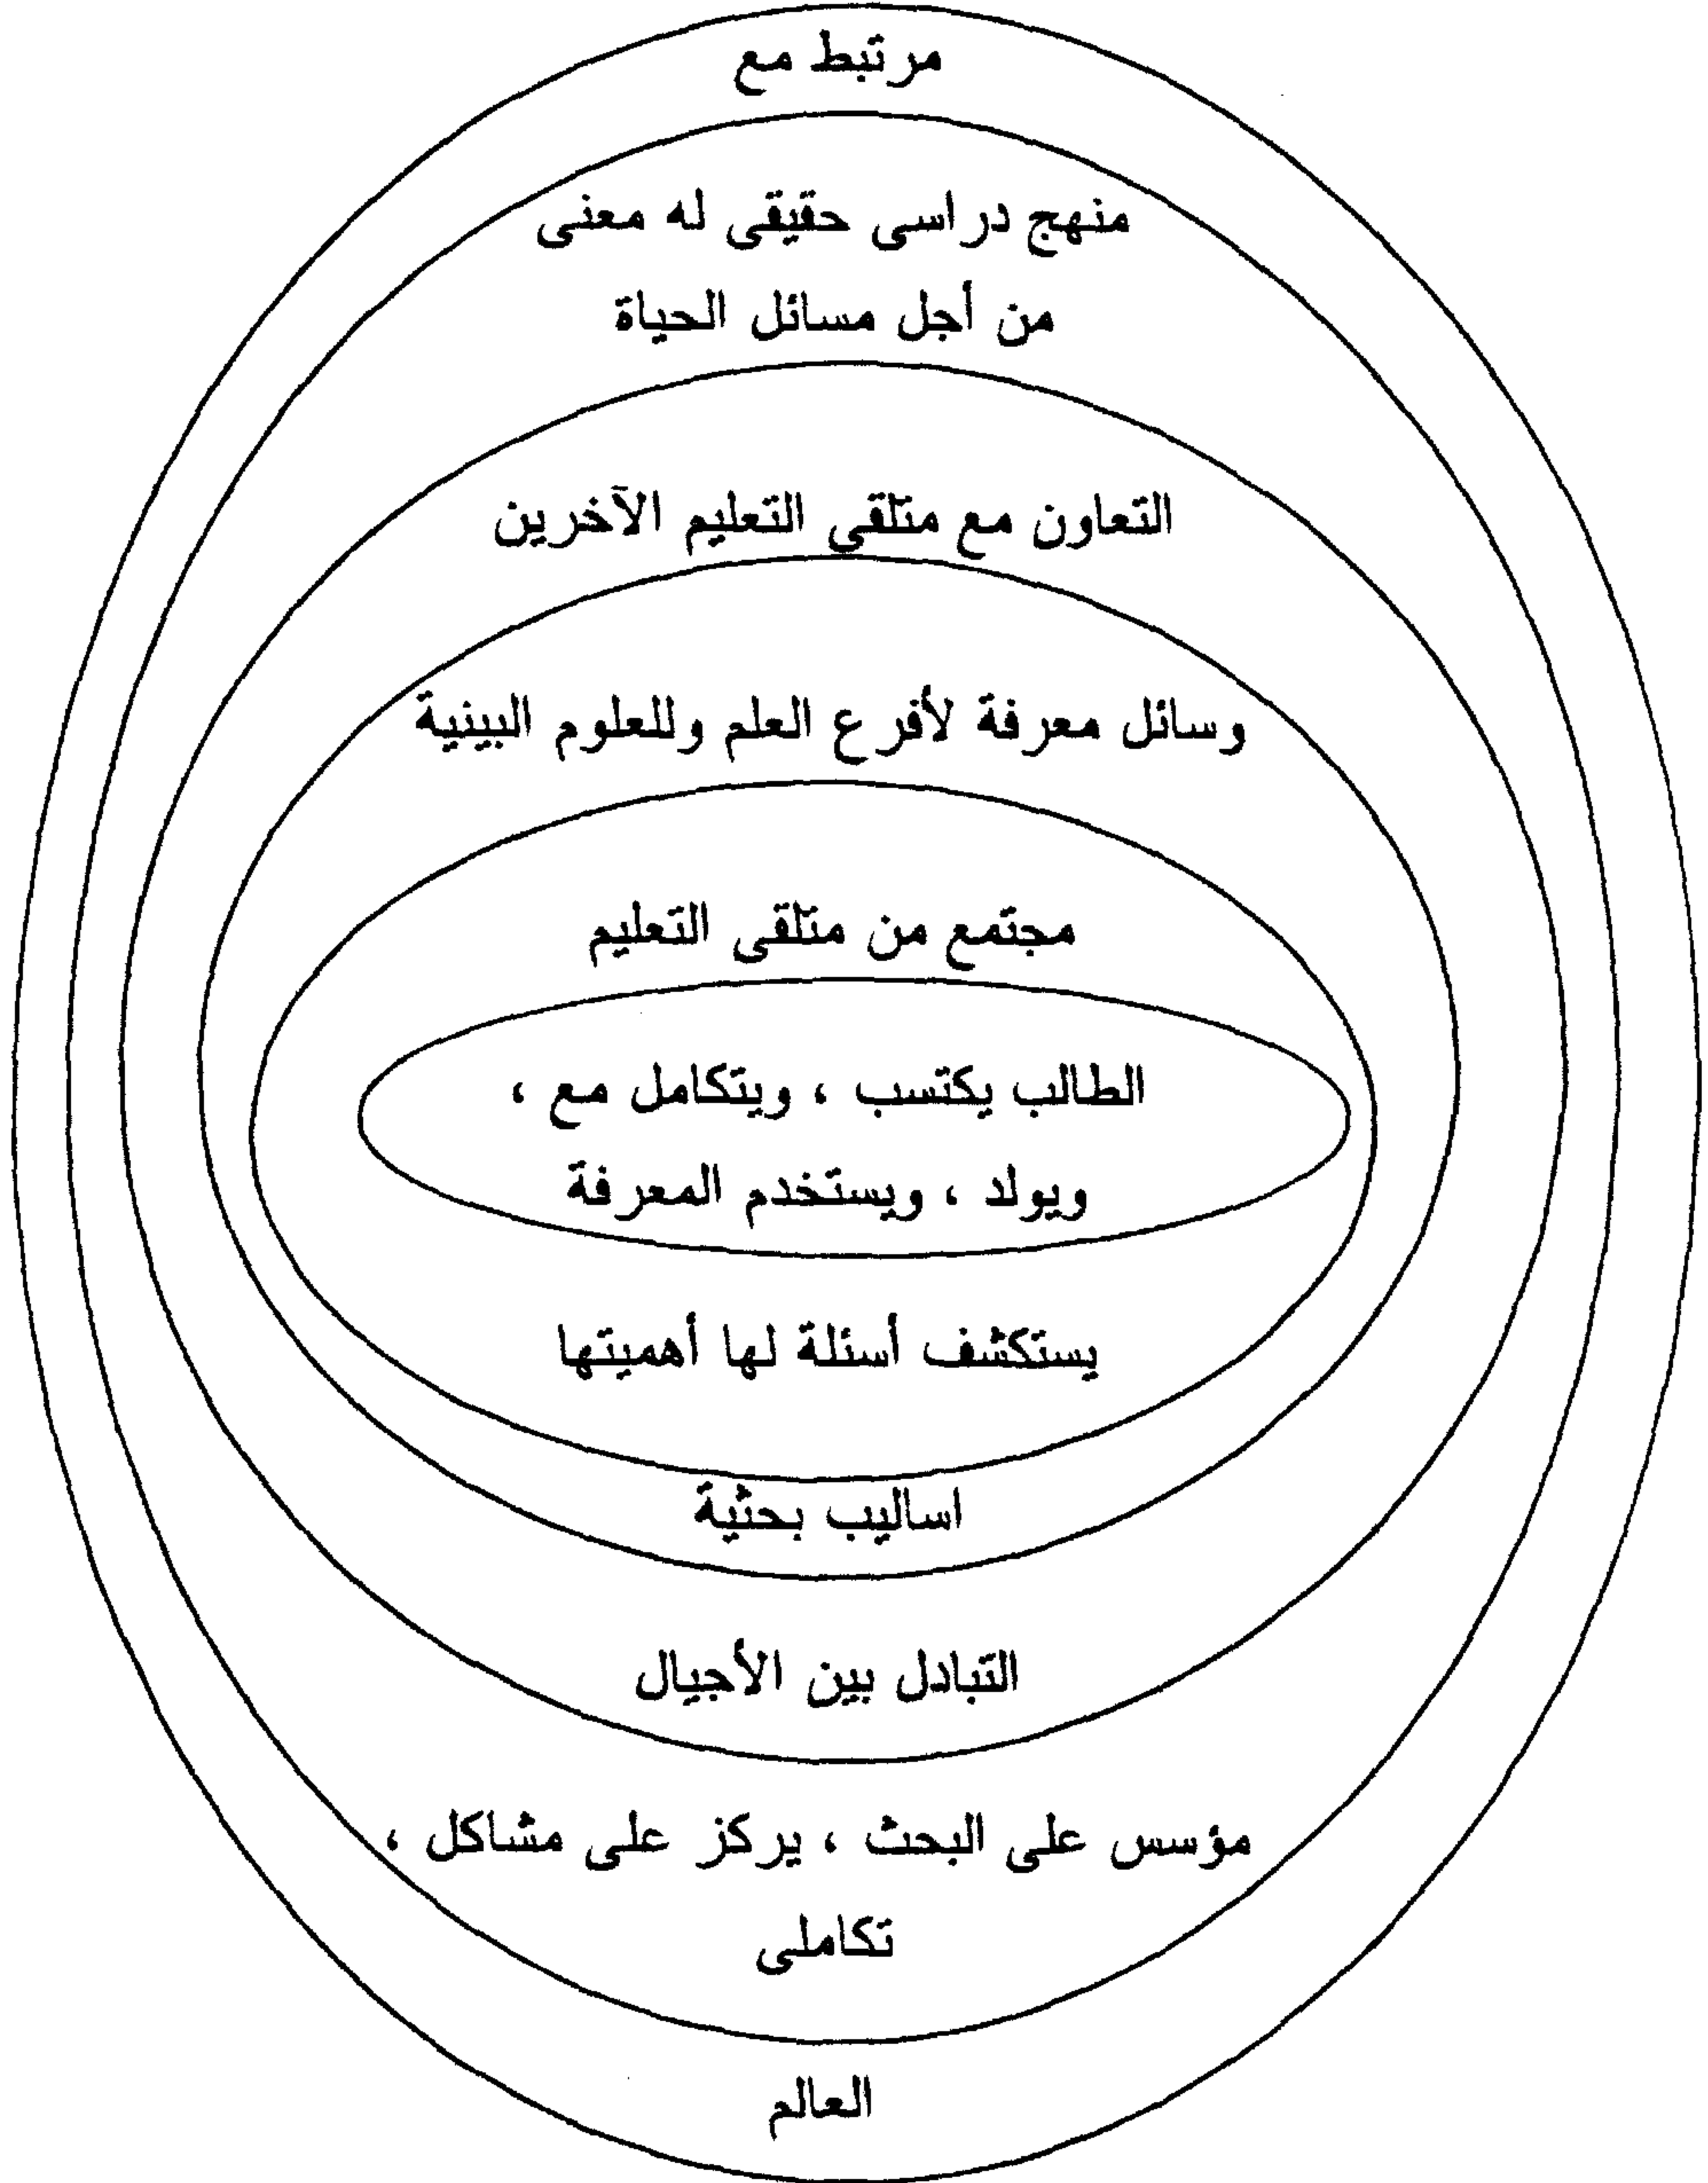 مرتبط مع
منهج دراسى حقيقى له معنى
من أجل مسائل الحياة
التعاون مع متلقى التعليم الآخرين
وسائل معرفة لأفرع العلم وللعلوم البينية
مجتمع من متلقى التعليم
الطالب يكتسب ، ويتكامل مع ،
ويولد ، ويستخدم المعرفة
يستكشف أسئلة لها أهميتها
اساليب بحثية
التبادل بين الأجيال
مؤسس على البحث ، يركز على مشاكل ،
تكاملى
العالم